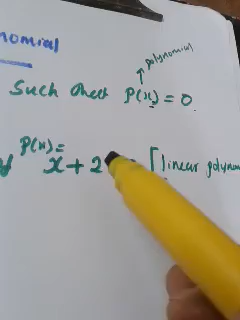 nomial
polynomial
Such that P(x) = 0
P(x) =
x + 2 [linear polynom